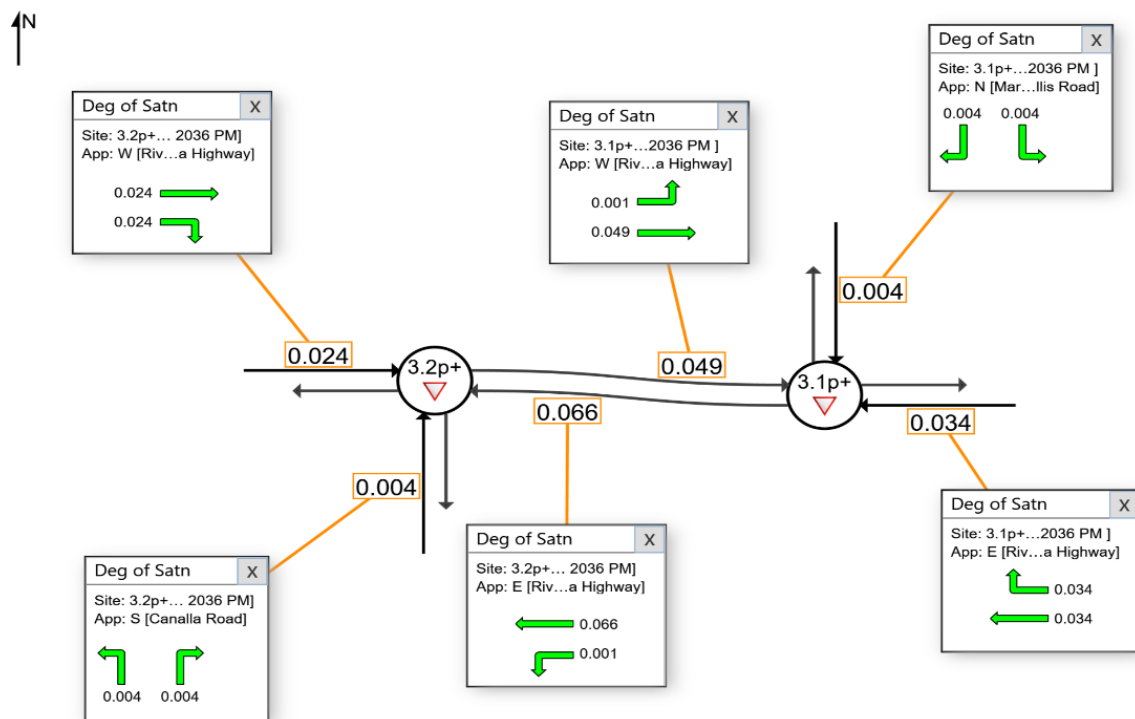 N
Deg of Satn X
Site: 3.1p+…2036 PM ]
App: N [Mar…llis Road]
0.004 0.004
Deg of Satn X
Site: 3.2p+… 2036 PM]
App: W [Riv…a Highway]
0.024
0.024
Deg of Satn X
Site: 3.1p+…2036 PM ]
App: W [Riv…a Highway]
0.001
0.049
0.004
0.024
3.2p+
0.049
3.1p+
0.066
0.034
0.004
Deg of Satn X
Site: 3.1p+…2036 PM ]
App: E [Riv…a Highway]
0.034
0.034
Deg of Satn X
Site: 3.2p+… 2036 PM]
App: E [Riv…a Highway]
0.066
0.001
Deg of Satn X
Site: 3.2p+… 2036 PM]
App: S [Canalla Road]
0.004 0.004